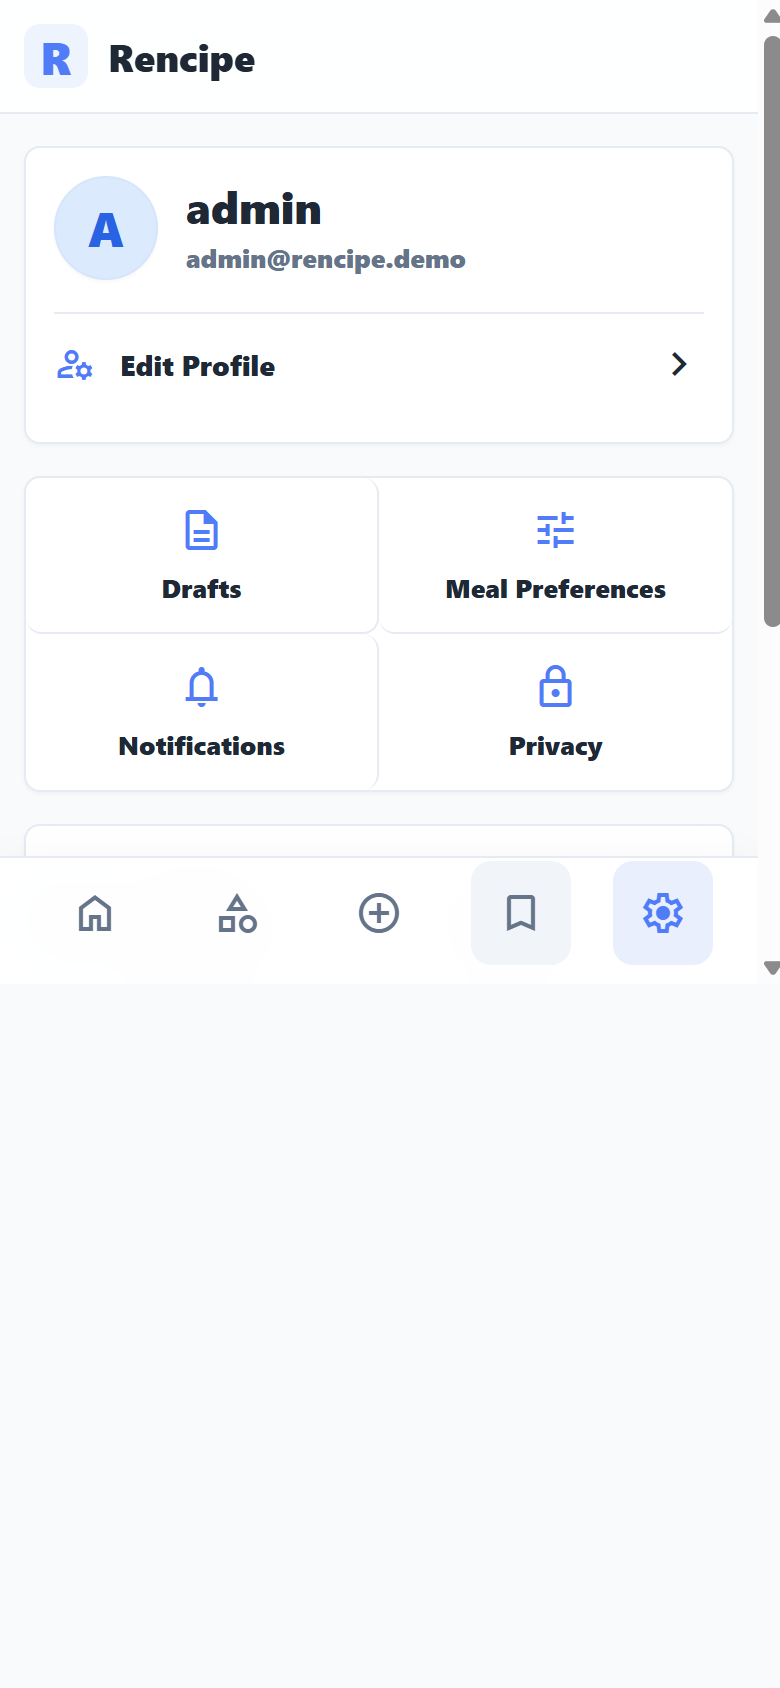 R Rencipe
A
admin
admin@rencipe.demo
Edit Profile
Drafts
Meal Preferences
Notifications
Privacy